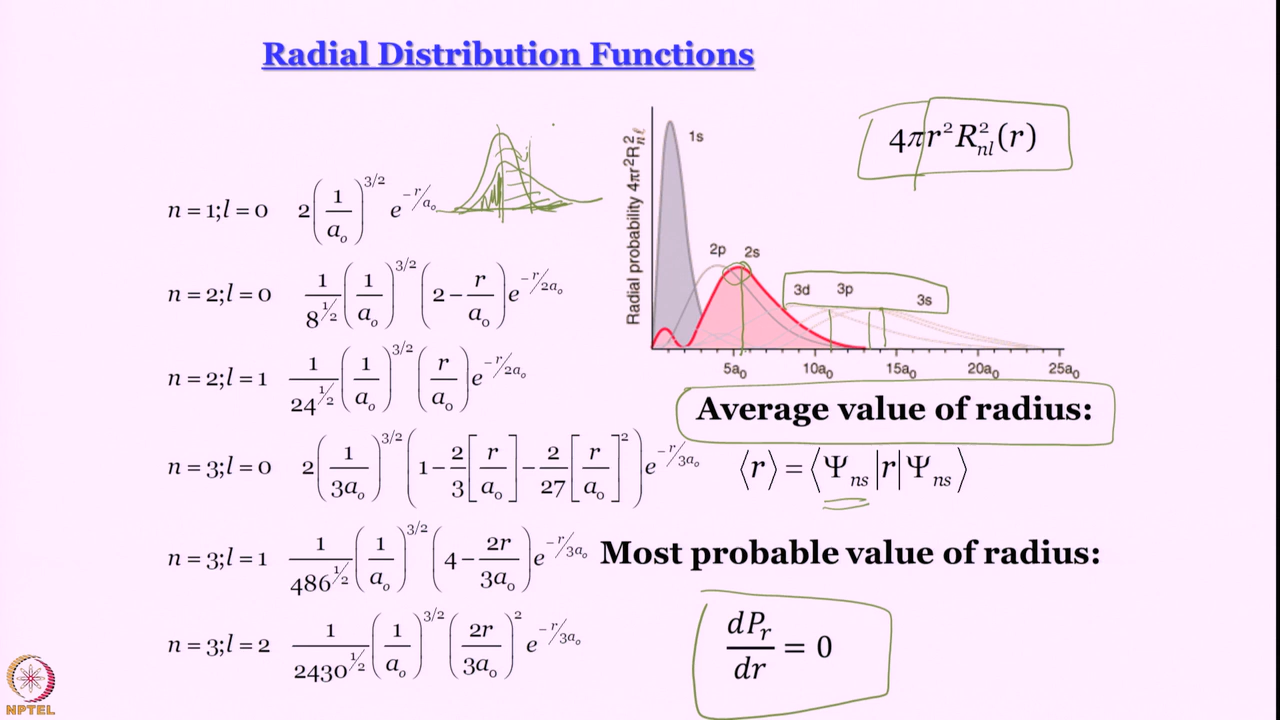 Radial Distribution Functions
n = 1; l = 0   2(1/a₀)^{3/2} e^{-r/a₀}
n = 2; l = 0   1/8^{1/2} (1/a₀)^{3/2} (2 − r/a₀) e^{-r/2a₀}
n = 2; l = 1   1/24^{1/2} (1/a₀)^{3/2} (r/a₀) e^{-r/2a₀}
n = 3; l = 0   2(1/3a₀)^{3/2} (1 − 2/3 [r/a₀] − 2/27 [r/a₀]²) e^{-r/3a₀}
n = 3; l = 1   1/486^{1/2} (1/a₀)^{3/2} (4 − 2r/3a₀) e^{-r/3a₀}
n = 3; l = 2   1/2430^{1/2} (1/a₀)^{3/2} (2r/3a₀)² e^{-r/3a₀}
Radial probability 4πr²R²nℓ
1s
2p 2s
3d 3p 3s
5a₀ 10a₀ 15a₀ 20a₀ 25a₀
4πr²R²nl(r)
Average value of radius:
⟨r⟩ = ⟨Ψns|r|Ψns⟩
Most probable value of radius:
dPr/dr = 0
NPTEL